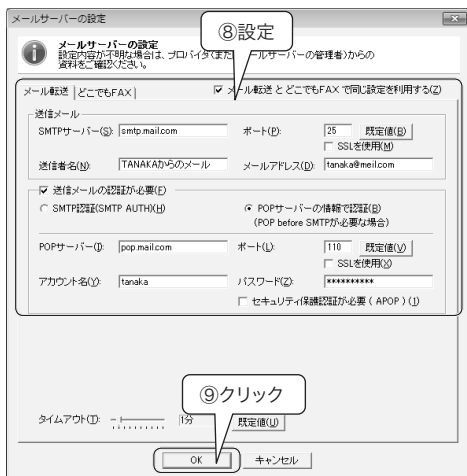 メールサーバーの設定
メールサーバーの設定
設定内容が不明な場合は、プロバイダ(また　ールサーバーの管理者)からの
資料をご確認ください。
⑧設定
メール転送 どこでもFAX メール転送 と どこでもFAX で同じ設定を利用する(Z)
送信メール
SMTPサーバー(S): smtp.mail.com ポート(P): 25 既定値(B)
SSLを使用(M)
送信者名(N): TANAKAからのメール メールアドレス(D): tanaka@meil.com
送信メールの認証が必要(F)
SMTP認証(SMTP AUTH)(H) POPサーバーの情報で認証(B)
(POP before SMTPが必要な場合)
POPサーバー(I): pop.mail.com ポート(L): 110 既定値(V)
SSLを使用(X)
アカウント名(Y): tanaka パスワード(Z): **********
セキュリティ保護認証が必要 ( APOP ) (J)
⑨クリック
タイムアウト(T): 1分 既定値(U)
OK キャンセル